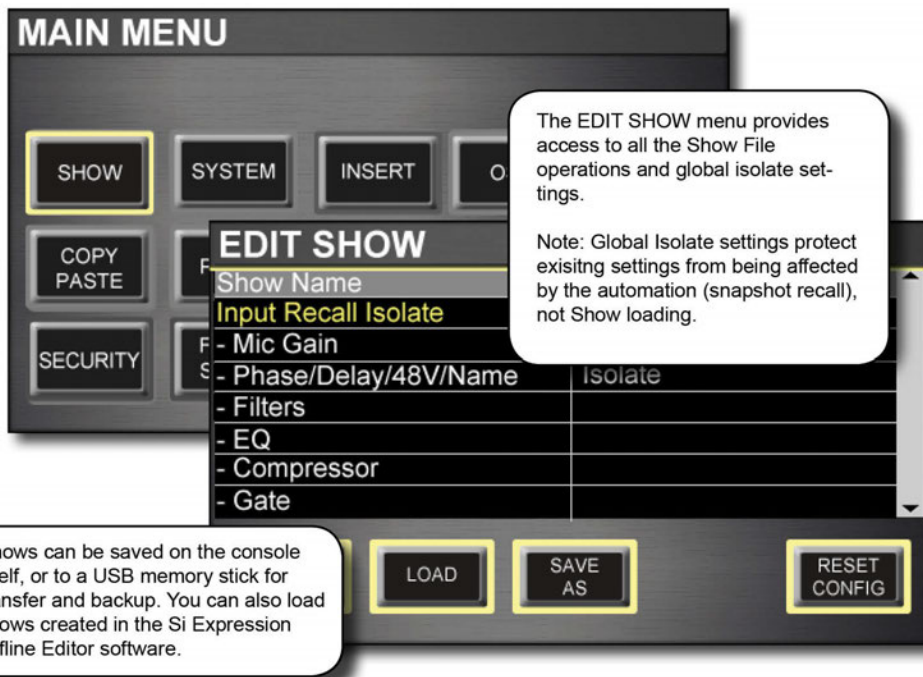 MAIN MENU
SHOW
SYSTEM
INSERT
The EDIT SHOW menu provides
access to all the Show File
operations and global isolate set-
tings.
Note: Global Isolate settings protect
exisitng settings from being affected
by the automation (snapshot recall),
not Show loading.
COPY
PASTE
SECURITY
EDIT SHOW
Show Name
Input Recall Isolate
- Mic Gain
- Phase/Delay/48V/Name Isolate
- Filters
- EQ
- Compressor
- Gate
LOAD
SAVE
AS
RESET
CONFIG
hows can be saved on the console
elf, or to a USB memory stick for
ansfer and backup. You can also load
ows created in the Si Expression
ffline Editor software.